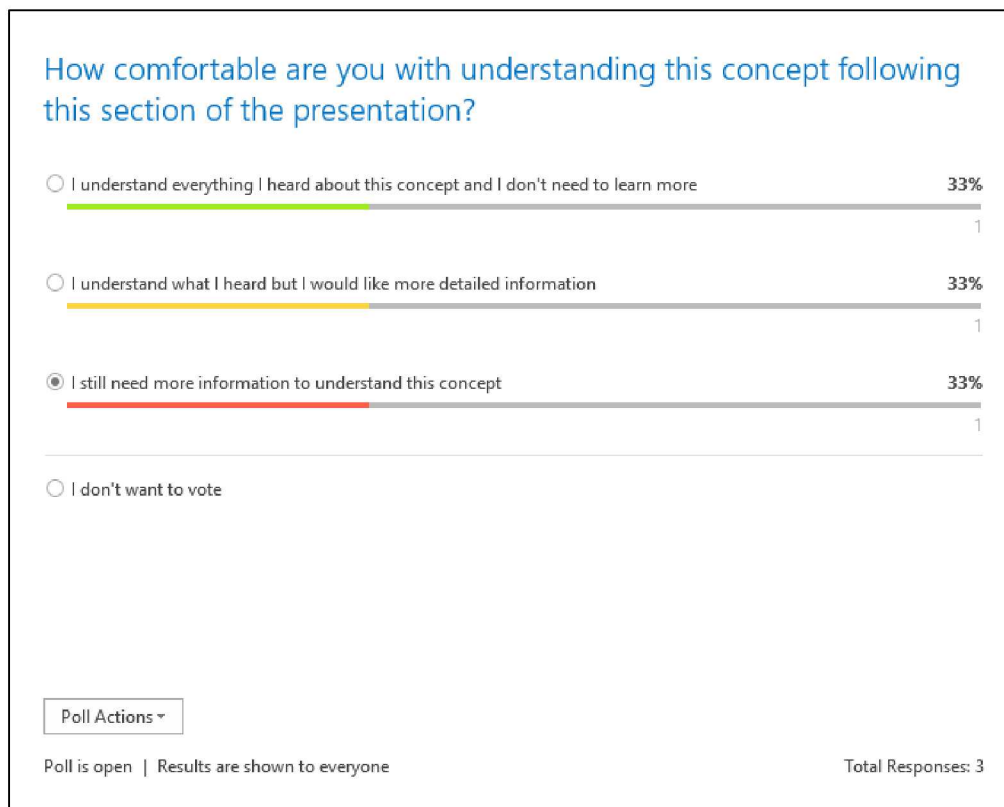 How comfortable are you with understanding this concept following
this section of the presentation?
I understand everything I heard about this concept and I don't need to learn more 33%
1
I understand what I heard but I would like more detailed information 33%
1
I still need more information to understand this concept 33%
1
I don't want to vote
Poll Actions
Poll is open | Results are shown to everyone Total Responses: 3